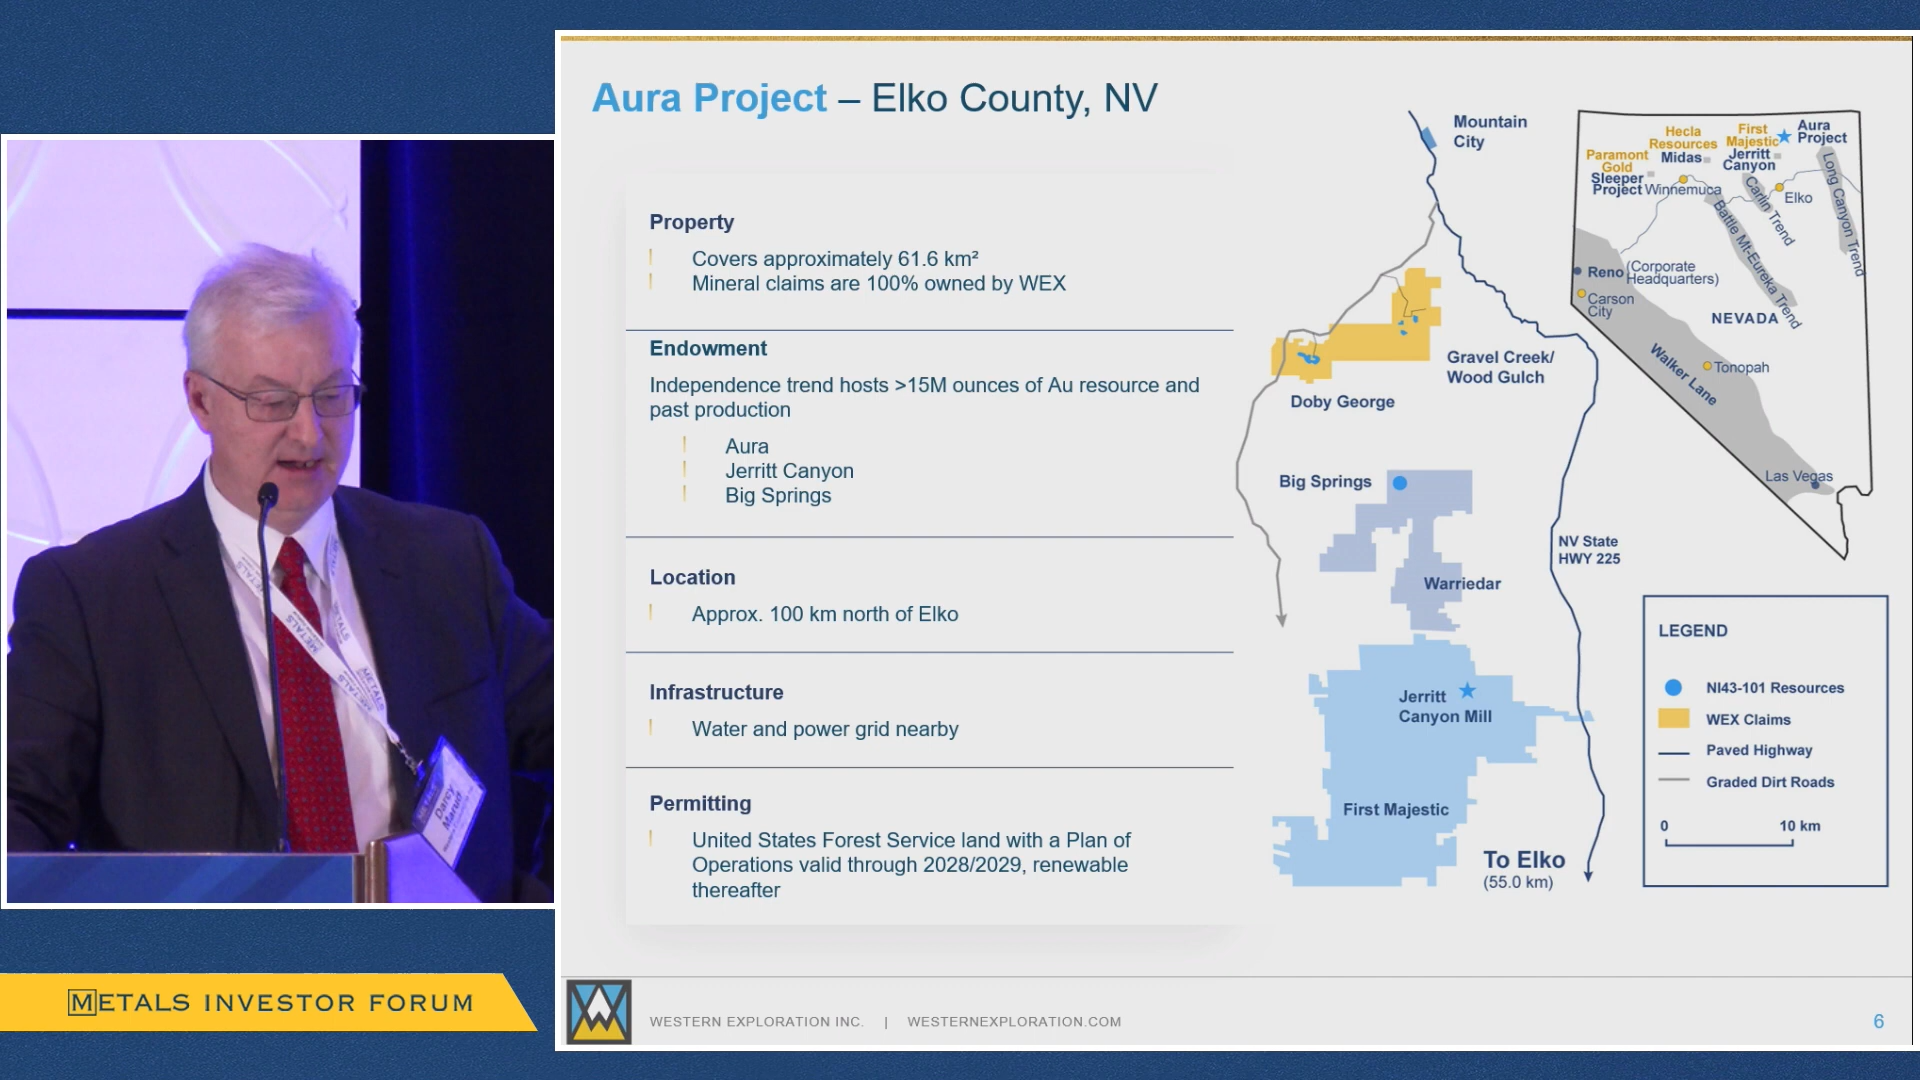 Aura Project – Elko County, NV
Property
Covers approximately 61.6 km²
Mineral claims are 100% owned by WEX
Endowment
Independence trend hosts >15M ounces of Au resource and
past production
Aura
Jerritt Canyon
Big Springs
Location
Approx. 100 km north of Elko
Infrastructure
Water and power grid nearby
Permitting
United States Forest Service land with a Plan of
Operations valid through 2028/2029, renewable
thereafter
Mountain
City
Gravel Creek/
Wood Gulch
Doby George
Big Springs
Warriedar
NV State
HWY 225
Jerritt
Canyon Mill
First Majestic
To Elko
(55.0 km)
Hecla
Resources
Midas
First
Majestic
Jerritt
Canyon
Aura
Project
Paramont
Gold
Sleeper
Project
Winnemuca
Elko
Long Canyon Trend
Carlin Trend
Battle Mt-Eureka Trend
Reno
(Corporate
Headquarters)
Carson
City
NEVADA
Walker Lane
Tonopah
Las Vegas
LEGEND
NI43-101 Resources
WEX Claims
Paved Highway
Graded Dirt Roads
0 10 km
METALS
METALS
METALS
METALS
Darcy
Marud
METALS INVESTOR FORUM
WESTERN EXPLORATION INC. | WESTERNEXPLORATION.COM
6